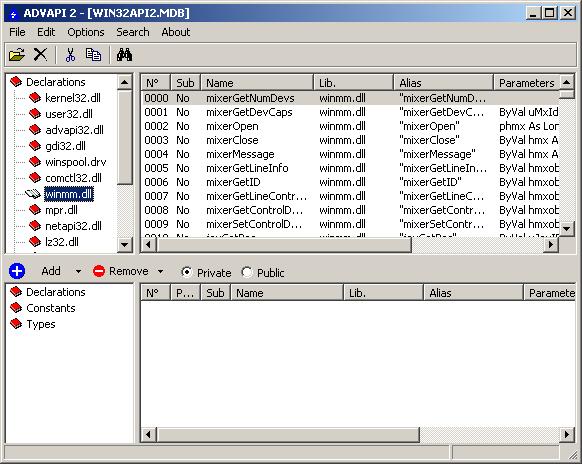 ADVAPI 2 - [WIN32API2.MDB]
File Edit Options Search About
Declarations
kernel32.dll
user32.dll
advapi32.dll
gdi32.dll
winspool.drv
comctl32.dll
winmm.dll
mpr.dll
netapi32.dll
lz32.dll
N° Sub Name Lib. Alias Parameters
0000 No mixerGetNumDevs winmm.dll "mixerGetNumD...
0001 No mixerGetDevCaps winmm.dll "mixerGetDevC... ByVal uMxId
0002 No mixerOpen winmm.dll "mixerOpen" phmx As Lon
0003 No mixerClose winmm.dll "mixerClose" ByVal hmx A
0004 No mixerMessage winmm.dll "mixerMessage" ByVal hmx A
0005 No mixerGetLineInfo winmm.dll "mixerGetLineIn... ByVal hmxob
0006 No mixerGetID winmm.dll "mixerGetID" ByVal hmxob
0007 No mixerGetLineContr... winmm.dll "mixerGetLineC... ByVal hmxob
0008 No mixerGetControlD... winmm.dll "mixerGetContr... ByVal hmxob
0009 No mixerSetControlD... winmm.dll "mixerSetContr... ByVal hmxob
Add Remove Private Public
Declarations
Constants
Types
N° P... Sub Name Lib. Alias Paramete